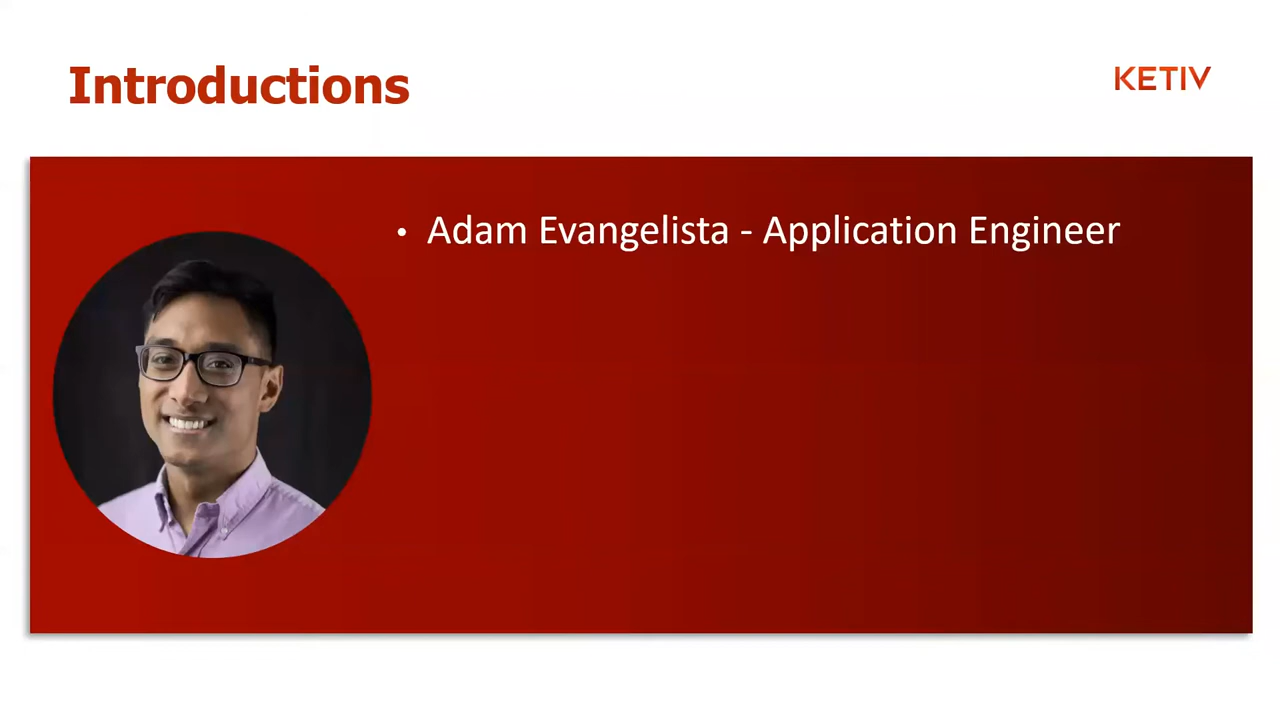 Introductions
KETIV
• Adam Evangelista - Application Engineer